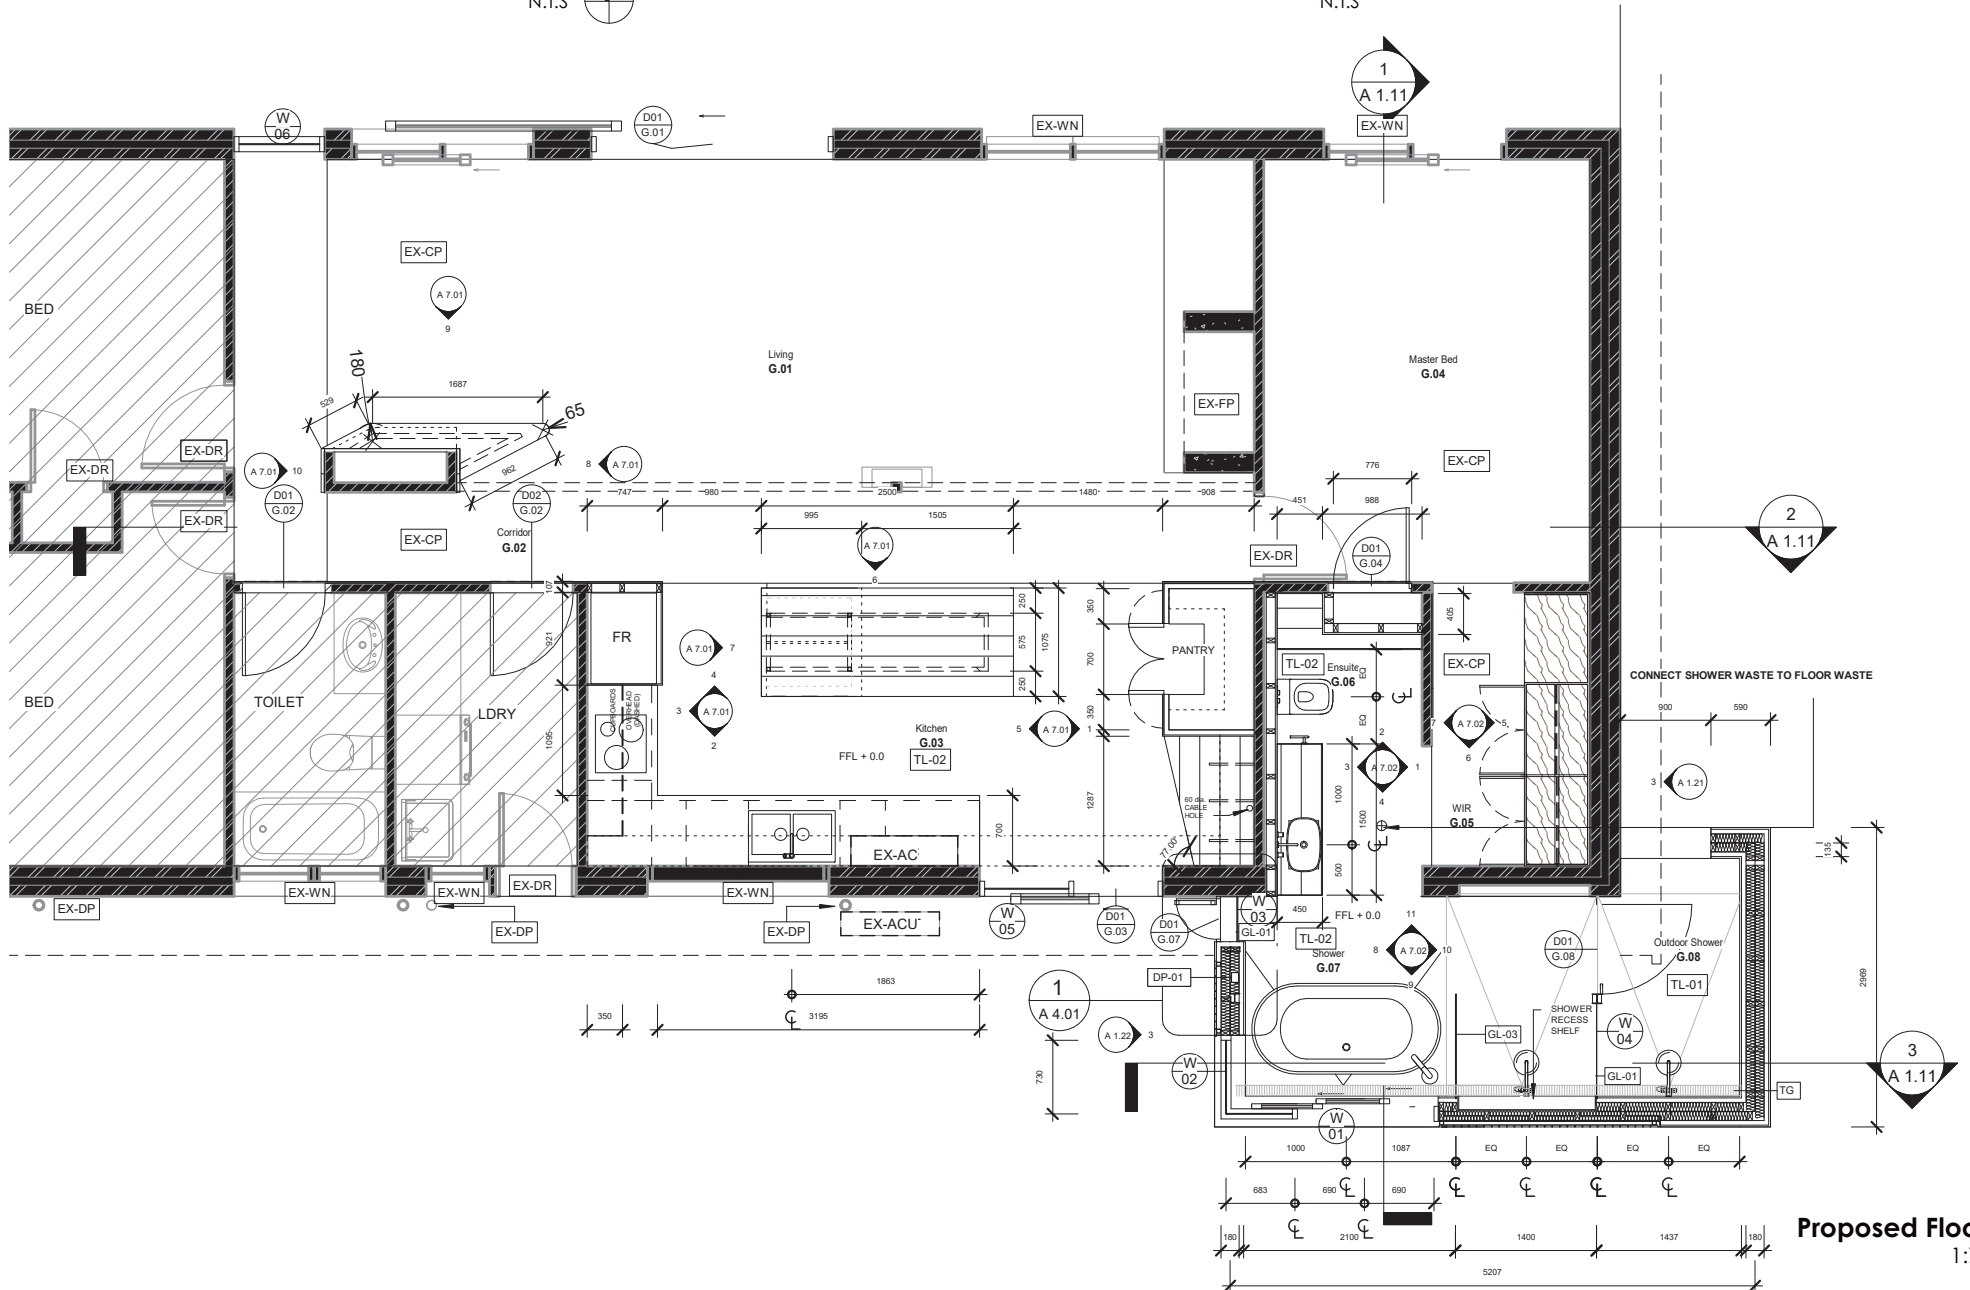 N.T.S
N.T.S
1
A 1.11
W
06
D01
G.01
EX-WN
EX-WN
EX-CP
A 7.01
9
BED
Living
G.01
Master Bed
G.04
180
1687
529
65
962
EX-FP
EX-DR
EX-DR
EX-DR
A 7.01
10
8
A 7.01
D01
G.02
D02
G.02
EX-CP
Corridor
G.02
EX-CP
776
988
451
747
980
2500
1480
908
995
1505
A 7.01
6
EX-DR
D01
G.04
2
A 1.11
107
921
1095
FR
A 7.01
7
4
3
A 7.01
2
250
575
250
1075
350
700
350
1287
PANTRY
TL-02
Ensuite
G.06
EQ
EQ
405
EX-CP
CONNECT SHOWER WASTE TO FLOOR WASTE
900
590
BED
TOILET
LDRY
CUPBOARDS
OVERHEAD
(DASHED)
Kitchen
G.03
FFL + 0.0
TL-02
5
A 7.01
1
2
3
A 7.02
1
4
7
A 7.02
5
6
3
A 1.21
WIR
G.05
60 dia.
CABLE
HOLE
77.00°
1000
1500
500
700
EX-AC
135
EX-WN
EX-WN
EX-DR
EX-WN
EX-DP
EX-DP
EX-DP
EX-ACU
W
05
D01
G.03
D01
G.07
W
03
GL-01
450
FFL + 0.0
TL-02
Shower
G.07
11
8
A 7.02
10
9
D01
G.08
Outdoor Shower
G.08
TL-01
2969
DP-01
1
A 4.01
A 1.22
3
W
02
730
1863
350
3195
SHOWER
RECESS
SHELF
GL-03
W
04
GL-01
3
A 1.11
TG
W
01
1000
1087
EQ
EQ
EQ
EQ
683
690
690
180
2100
1400
1437
180
5207
Proposed Floo
1: